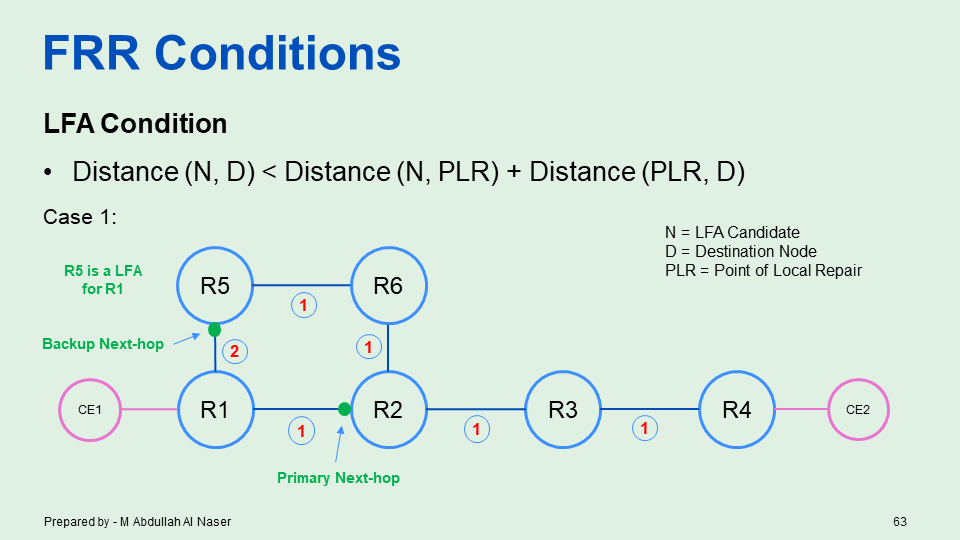 FRR Conditions
LFA Condition
• Distance (N, D) < Distance (N, PLR) + Distance (PLR, D)
Case 1:
N = LFA Candidate
D = Destination Node
PLR = Point of Local Repair
R5 is a LFA
for R1
R5
R6
1
Backup Next-hop
2
1
CE1
R1
R2
R3
R4
CE2
1
1
1
Primary Next-hop
Prepared by - M Abdullah Al Naser
63